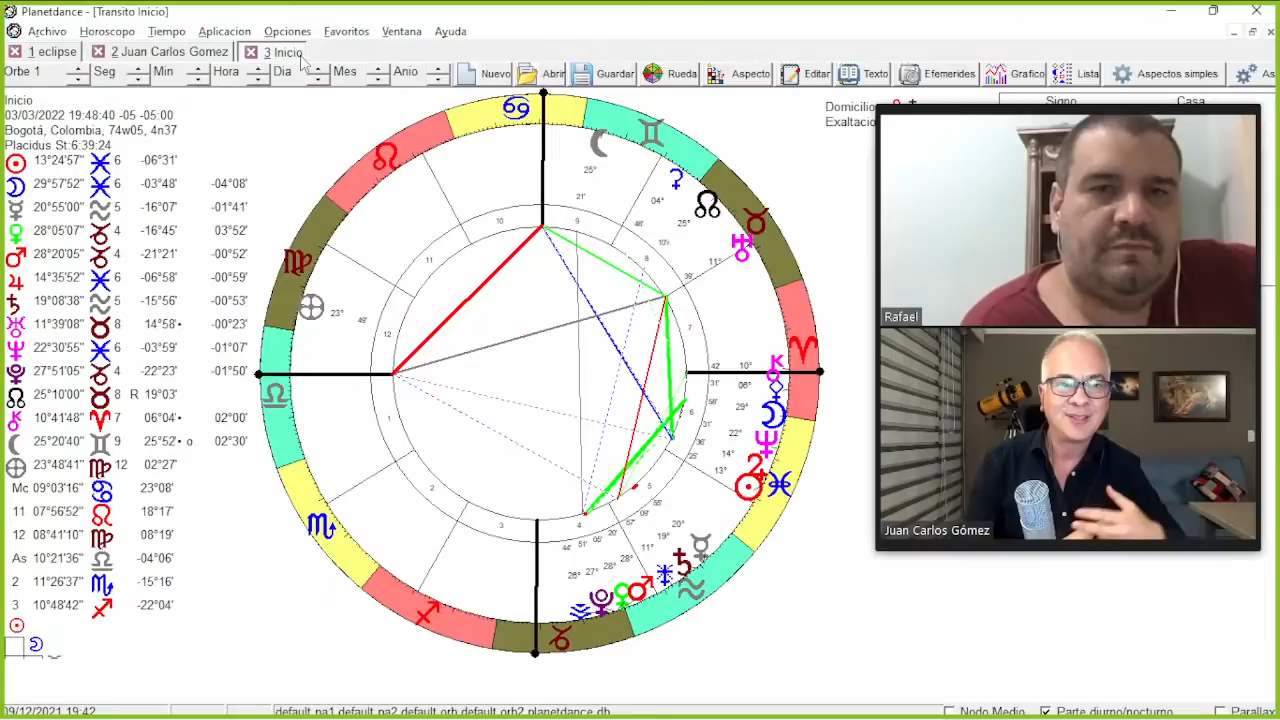 Planetdance - [Transito Inicio]
Archivo Horoscopo Tiempo Aplicacion Opciones Favoritos Ventana Ayuda
1 eclipse 2 Juan Carlos Gomez 3 Inicio
Orbe 1 Seg Min Hora Dia Mes Anio Nuevo Abrir Guardar Rueda Aspecto Editar Texto Efemerides Grafico Lista Aspectos simples As
Inicio
03/03/2022 19:48:40 -05 -05:00
Bogotá, Colombia, 74w05, 4n37
Placidus St:6:39:24
☉ 13°24'57" ♓ 6 -06°31'
☽ 29°57'52" ♓ 6 -03°48' -04°08'
☿ 20°55'00" ♒ 5 -16°07' -01°41'
♀ 28°05'07" ♑ 4 -16°45' 03°52'
♂ 28°20'05" ♑ 4 -21°21' -00°52'
♃ 14°35'52" ♓ 6 -06°58' -00°59'
♄ 19°08'38" ♒ 5 -15°56' -00°53'
♅ 11°39'08" ♉ 8 14°58' -00°23'
♆ 22°30'55" ♓ 6 -03°59' -01°07'
27°51'05" ♑ 4 -22°23' -01°50'
☊ 25°10'00" ♉ 8 R 19°03'
10°41'48" ♈ 7 06°04' 02°00'
25°20'40" ♊ 9 25°52' o 02°30'
⊕ 23°48'41" ♍ 12 02°27'
Mc 09°03'16" ♋ 23°08'
11 07°56'52" ♌ 18°17'
12 08°41'10" ♍ 08°19'
As 10°21'36" ♎ -04°06'
2 11°26'37" ♏ -15°16'
3 10°48'42" ♐ -22°04'
Domicilio
Exaltacio
Signo Casa
Rafael
Juan Carlos Gómez
09/12/2021 19:42 default.pa1 default.pa2 default.orb default.orb2 planetdance.db Nodo Medio Parte diurno/nocturno Parallax